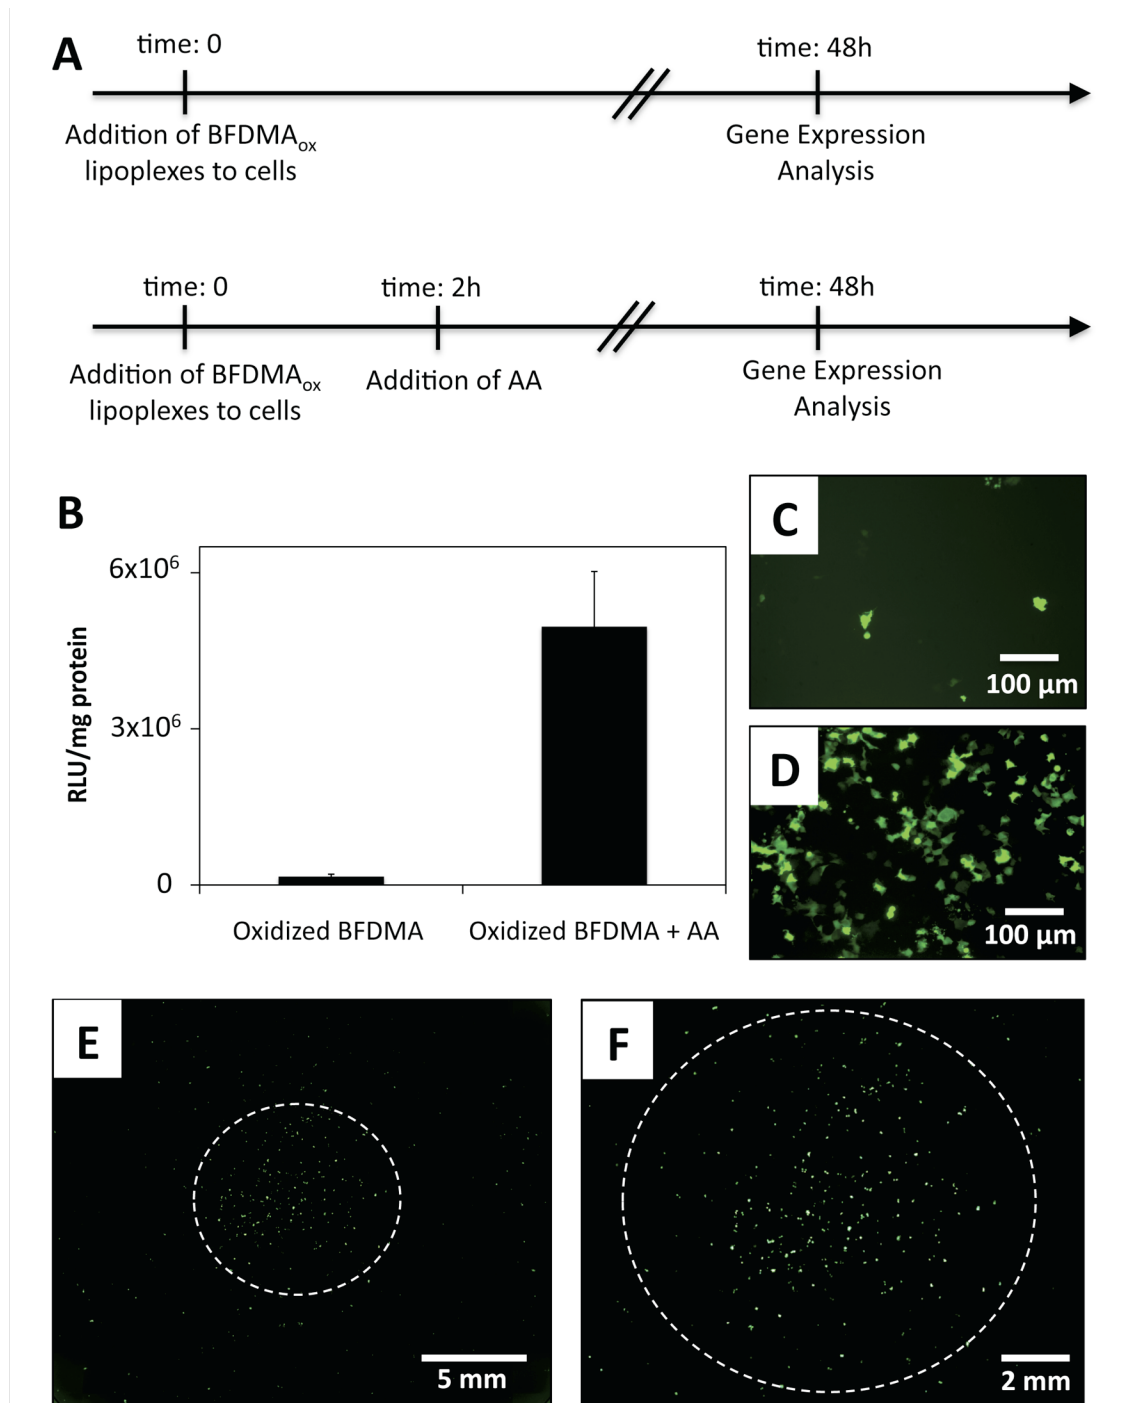 A
time: 0
time: 48h
Addition of BFDMAox
lipoplexes to cells
Gene Expression
Analysis
time: 0
time: 2h
time: 48h
Addition of BFDMAox
lipoplexes to cells
Addition of AA
Gene Expression
Analysis
B
6x10⁶
3x10⁶
0
RLU/mg protein
Oxidized BFDMA
Oxidized BFDMA + AA
C
100 μm
D
100 μm
E
5 mm
F
2 mm